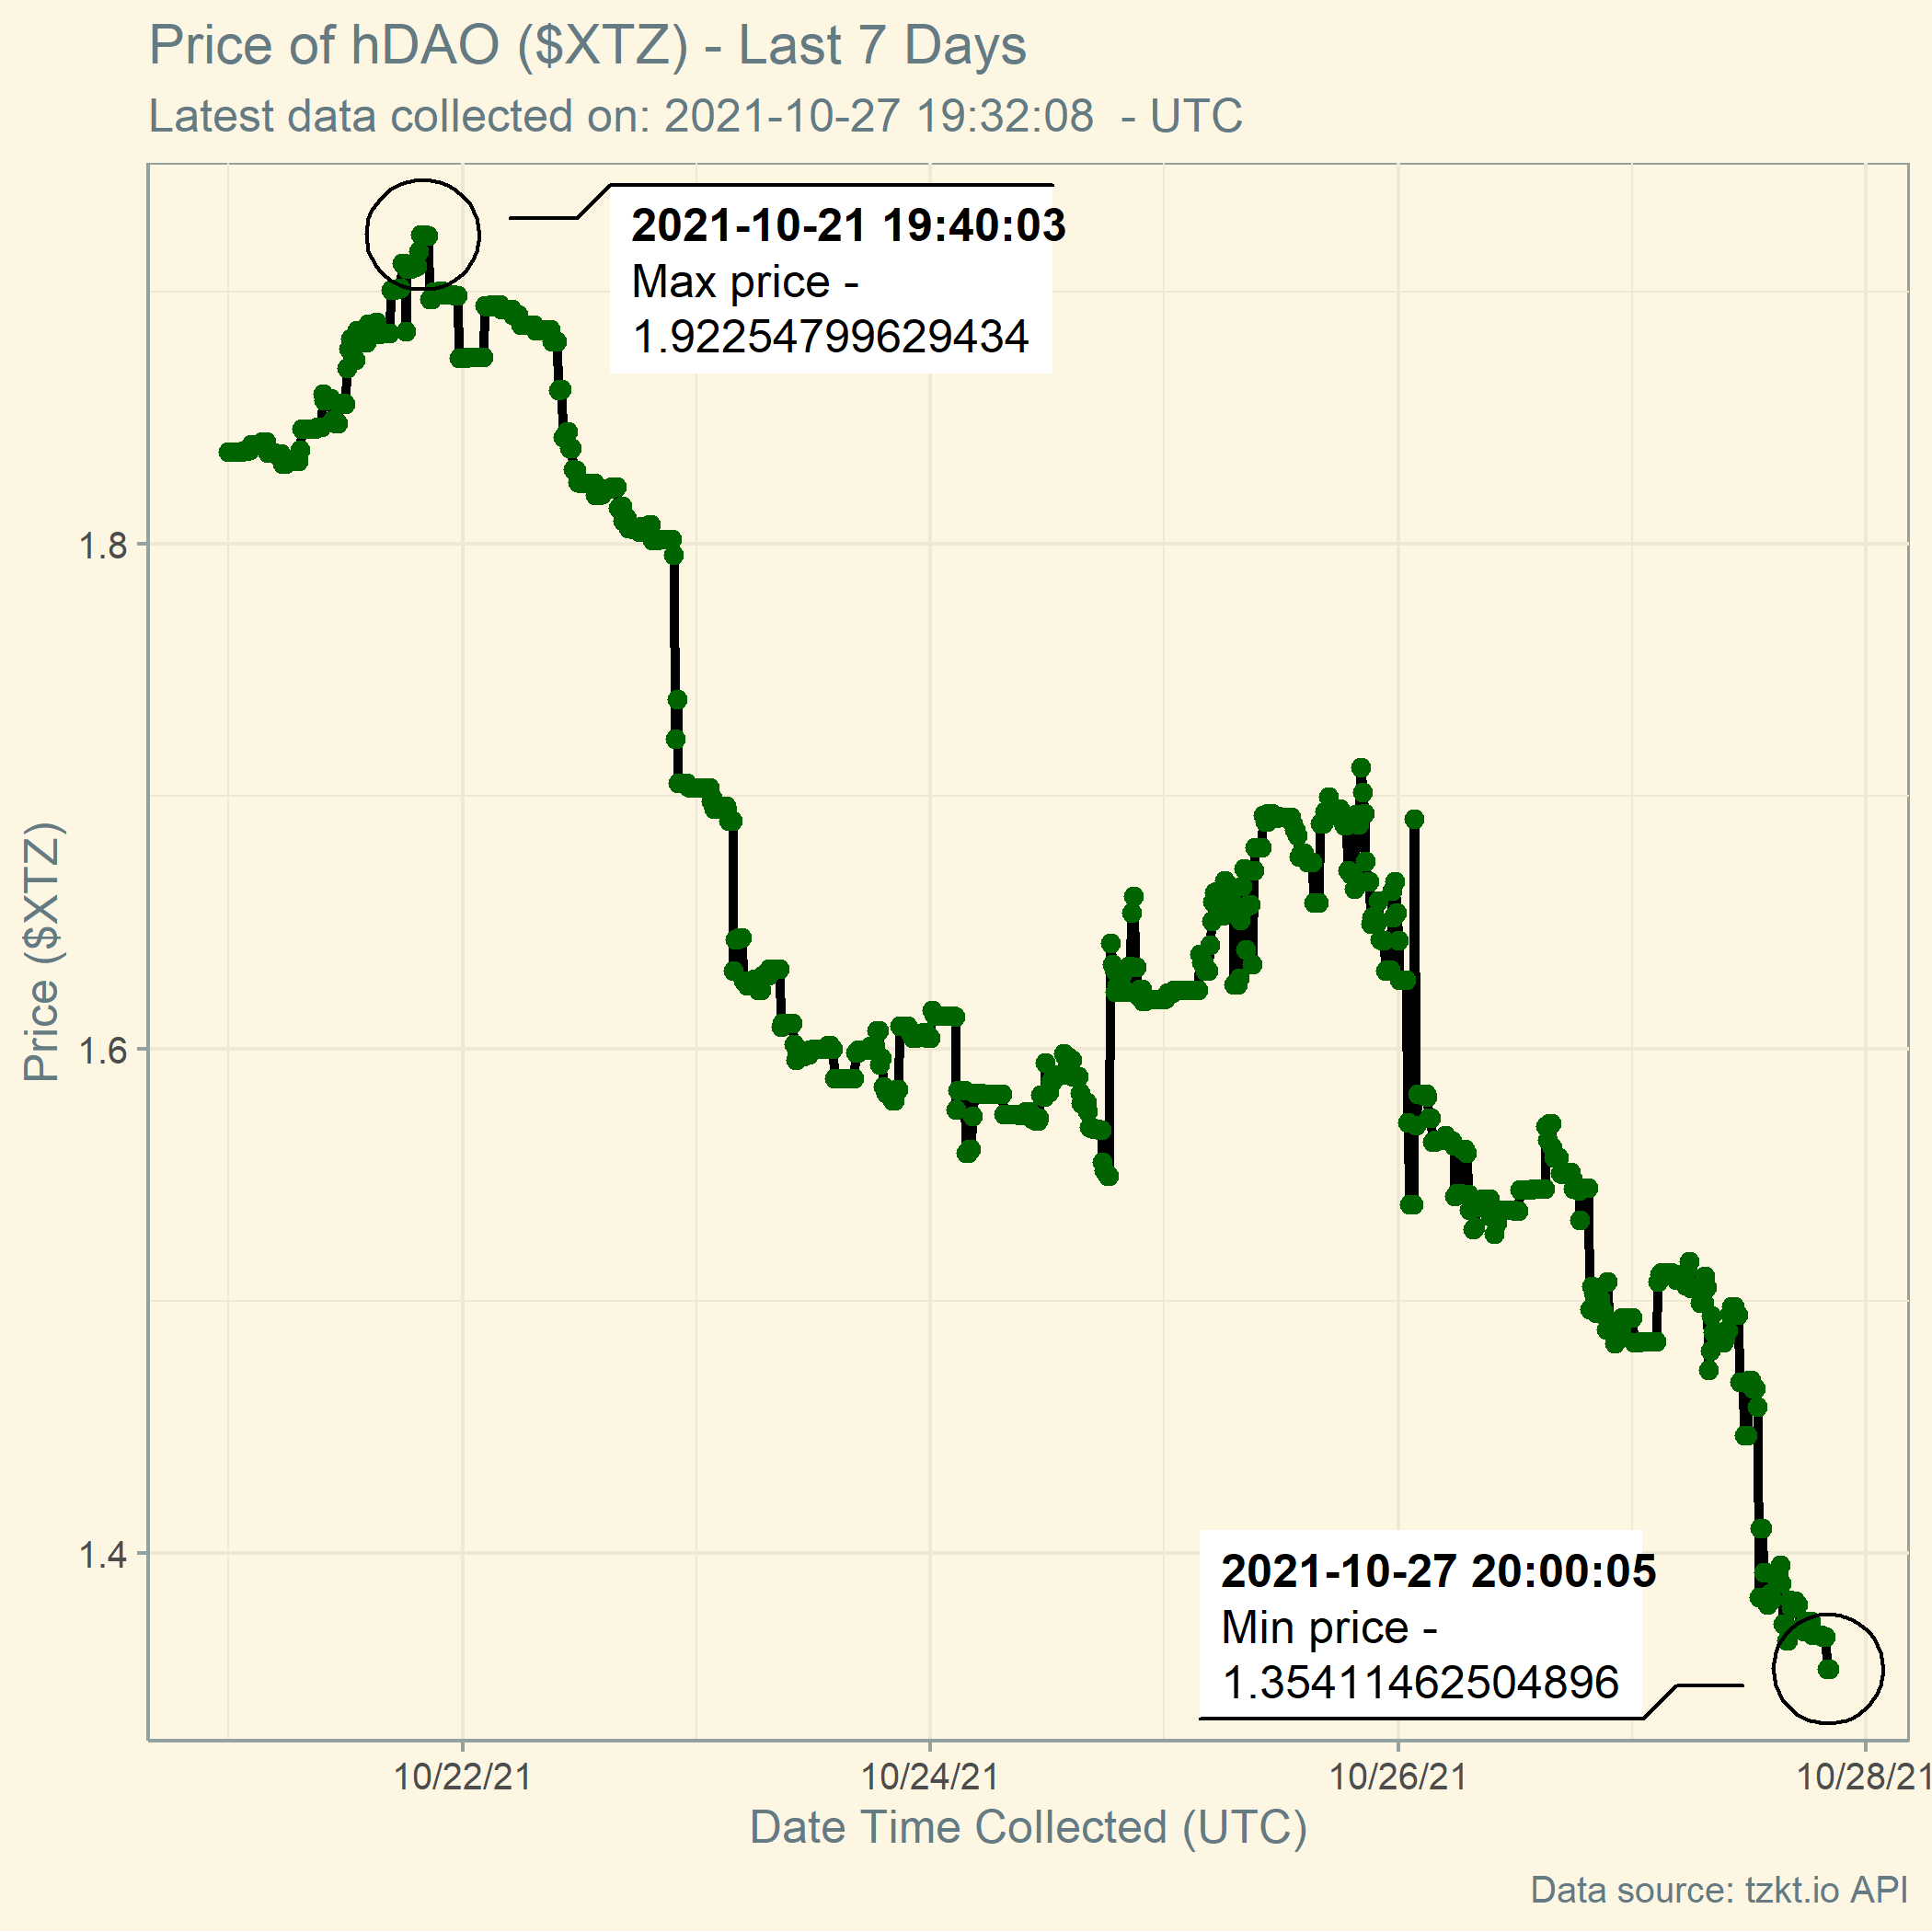 Price of hDAO ($XTZ) - Last 7 Days
Latest data collected on: 2021-10-27 19:32:08  - UTC
2021-10-21 19:40:03
Max price -
1.92254799629434
1.8
1.6
1.4
Price ($XTZ)
2021-10-27 20:00:05
Min price -
1.35411462504896
10/22/21
10/24/21
10/26/21
10/28/21
Date Time Collected (UTC)
Data source: tzkt.io API